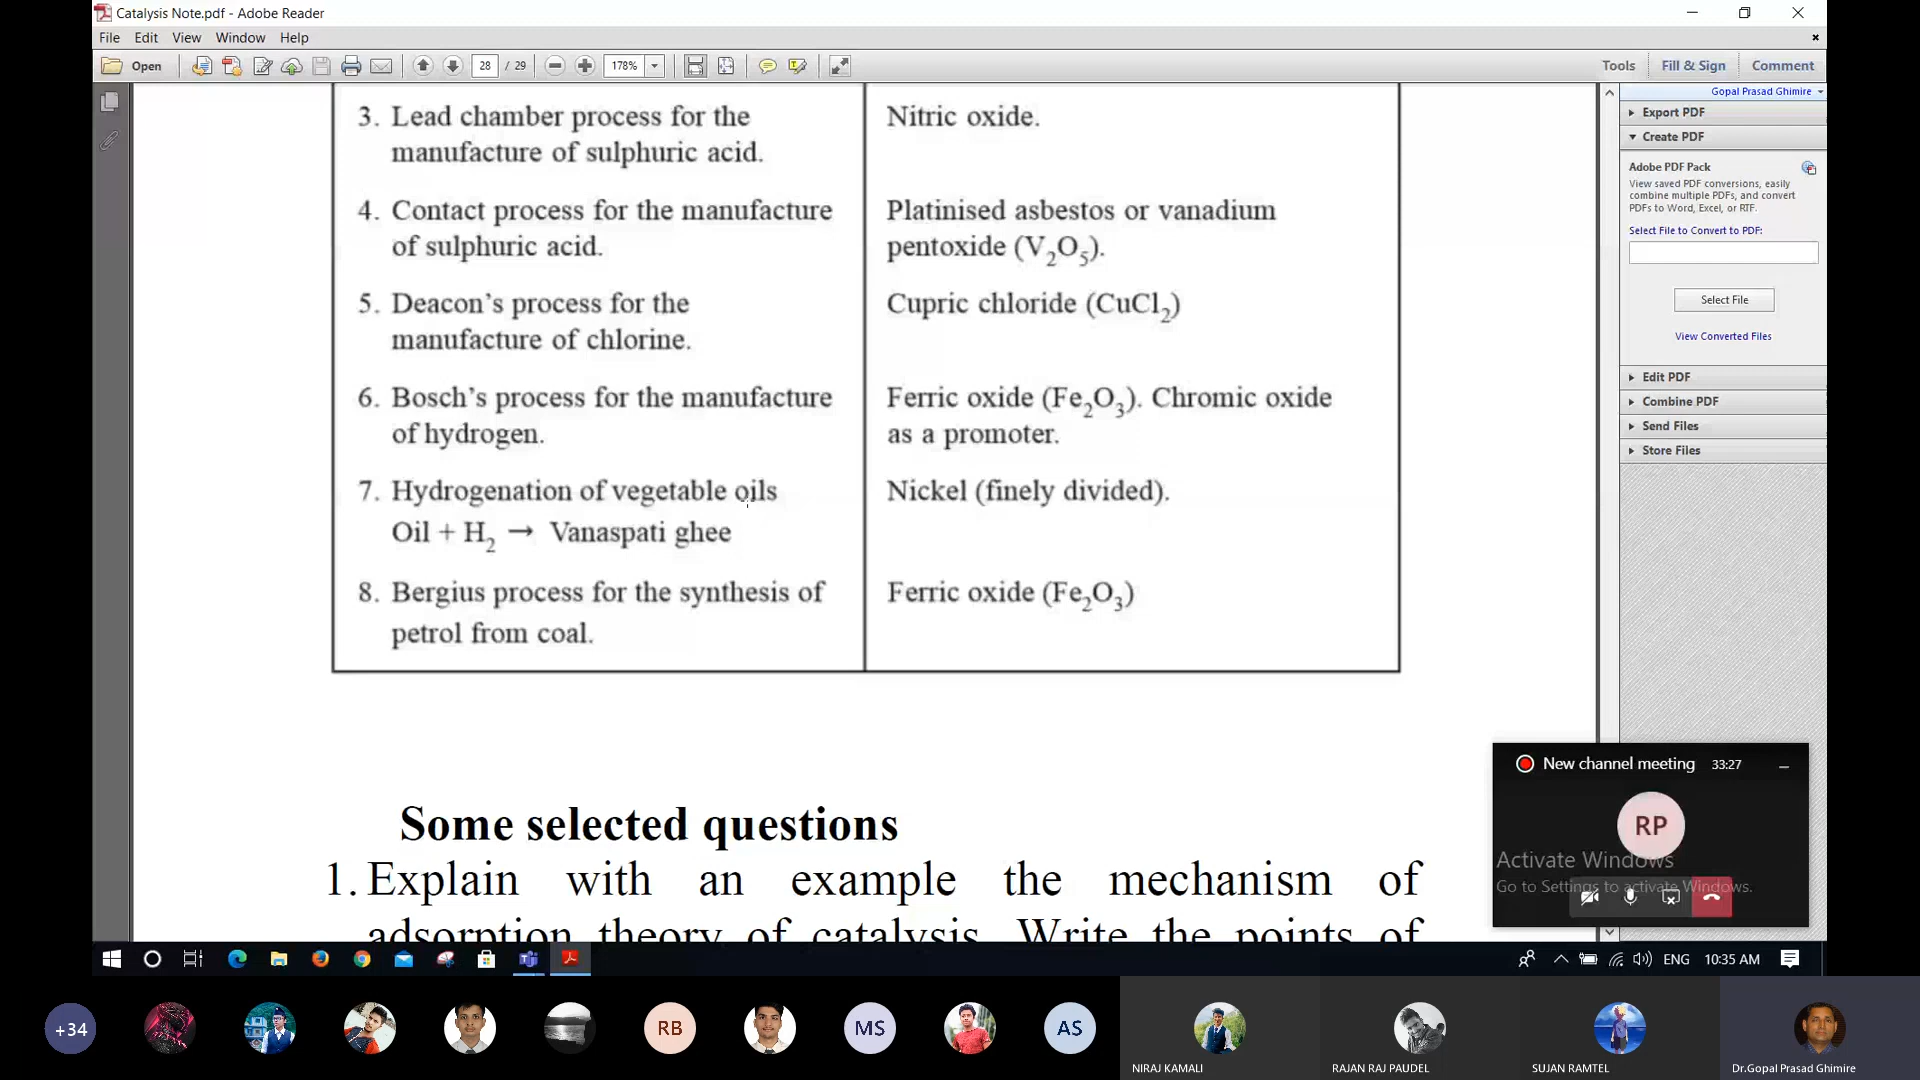 Catalysis Note.pdf - Adobe Reader
File Edit View Window Help
Open 28 / 29 178% Tools Fill & Sign Comment
3. Lead chamber process for the manufacture of sulphuric acid.
Nitric oxide.
4. Contact process for the manufacture of sulphuric acid.
Platinised asbestos or vanadium pentoxide (V₂O₅).
5. Deacon's process for the manufacture of chlorine.
Cupric chloride (CuCl₂)
6. Bosch's process for the manufacture of hydrogen.
Ferric oxide (Fe₂O₃). Chromic oxide as a promoter.
7. Hydrogenation of vegetable oils
Oil + H₂ → Vanaspati ghee
Nickel (finely divided).
8. Bergius process for the synthesis of petrol from coal.
Ferric oxide (Fe₂O₃)
Some selected questions
1. Explain with an example the mechanism of
adsorption theory of catalysis. Write the points of
Gopal Prasad Ghimire
Export PDF
Create PDF
Adobe PDF Pack
View saved PDF conversions, easily
combine multiple PDFs, and convert
PDFs to Word, Excel, or RTF.
Select File to Convert to PDF:
Select File
View Converted Files
Edit PDF
Combine PDF
Send Files
Store Files
New channel meeting 33:27
RP
Activate Windows
Go to Settings to activate Windows.
ENG 10:35 AM
+34 RB MS AS
NIRAJ KAMALI RAJAN RAJ PAUDEL SUJAN RAMTEL Dr.Gopal Prasad Ghimire